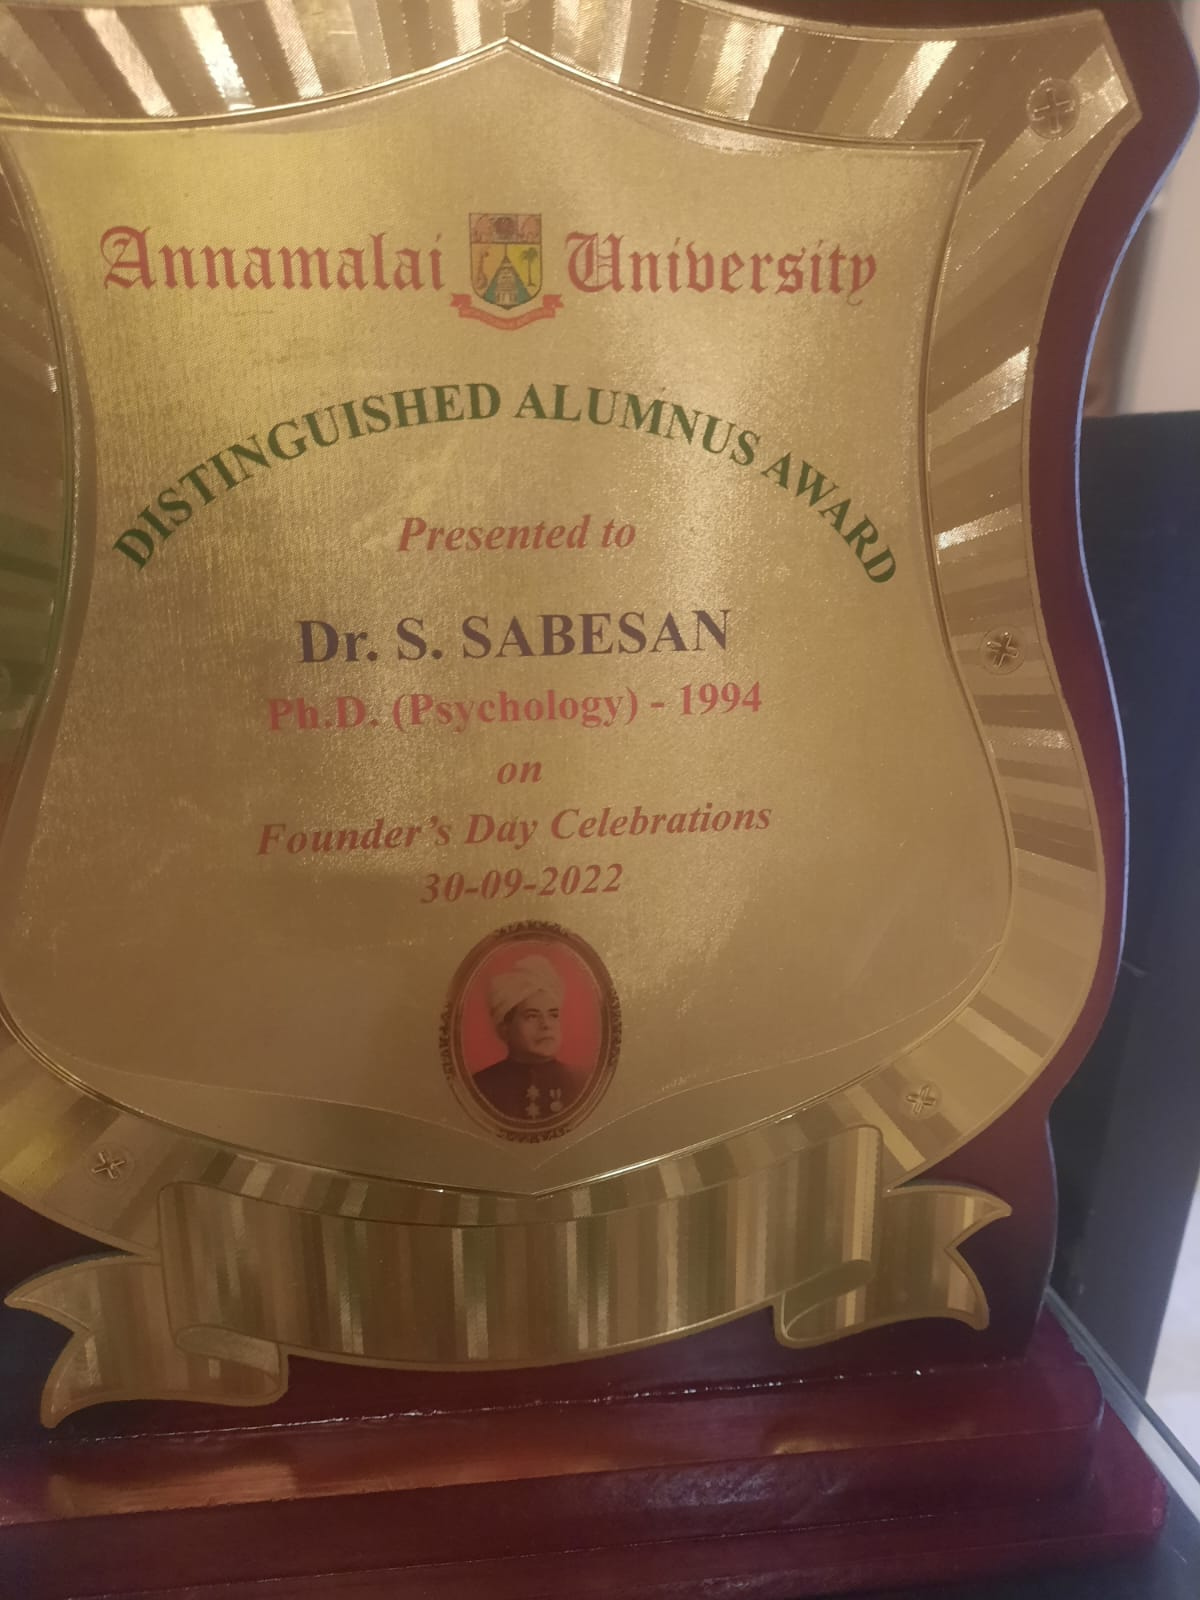 Annamalai University
DISTINGUISHED ALUMNUS AWARD
Presented to
Dr. S. SABESAN
Ph.D. (Psychology) - 1994
on
Founder's Day Celebrations
30-09-2022